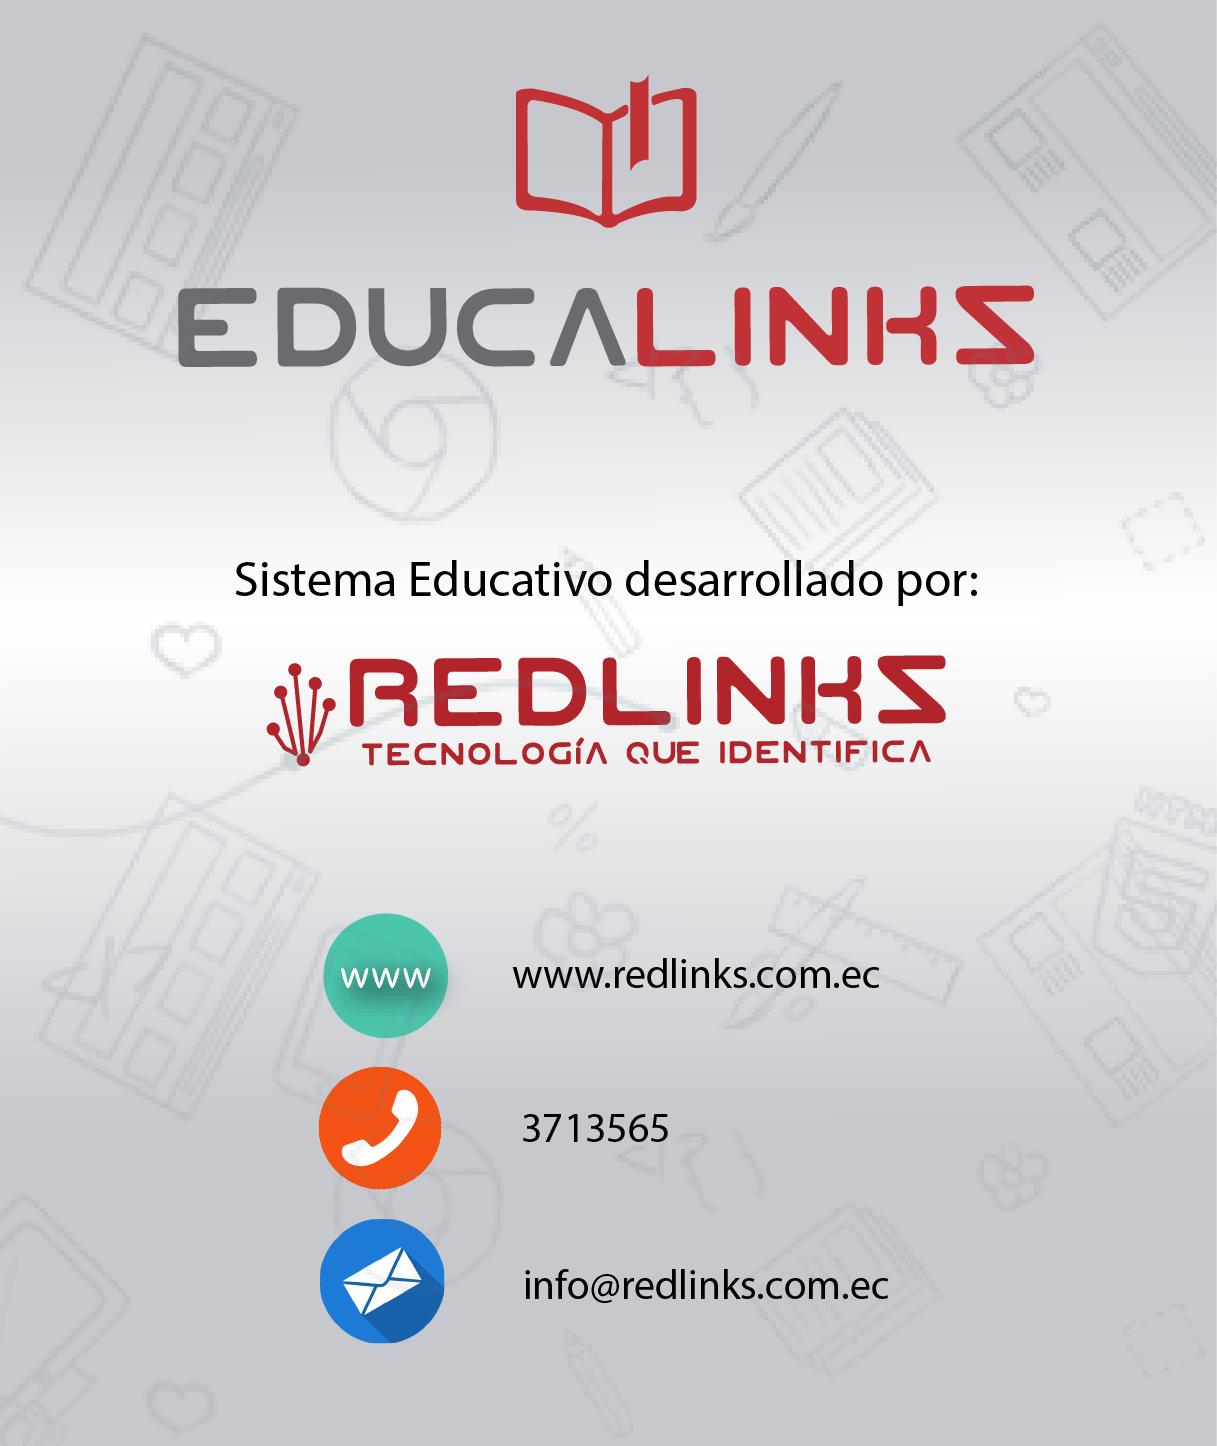 EDUCALINKS
Sistema Educativo desarrollado por:
REDLINKS
TECNOLOGÍA QUE IDENTIFICA
www
www.redlinks.com.ec
3713565
info@redlinks.com.ec